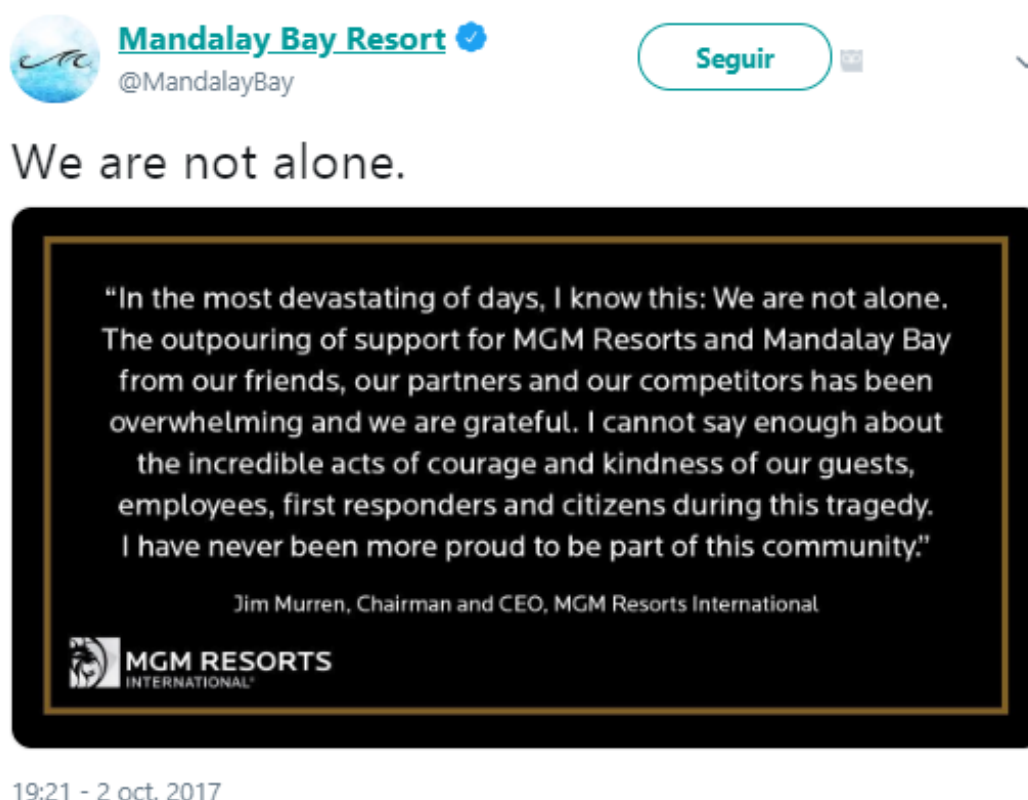 Mandalay Bay Resort
@MandalayBay
Seguir
We are not alone.
“In the most devastating of days, I know this: We are not alone.
The outpouring of support for MGM Resorts and Mandalay Bay
from our friends, our partners and our competitors has been
overwhelming and we are grateful. I cannot say enough about
the incredible acts of courage and kindness of our guests,
employees, first responders and citizens during this tragedy.
I have never been more proud to be part of this community.”
Jim Murren, Chairman and CEO, MGM Resorts International
MGM RESORTS
INTERNATIONAL®
19:21 - 2 oct. 2017